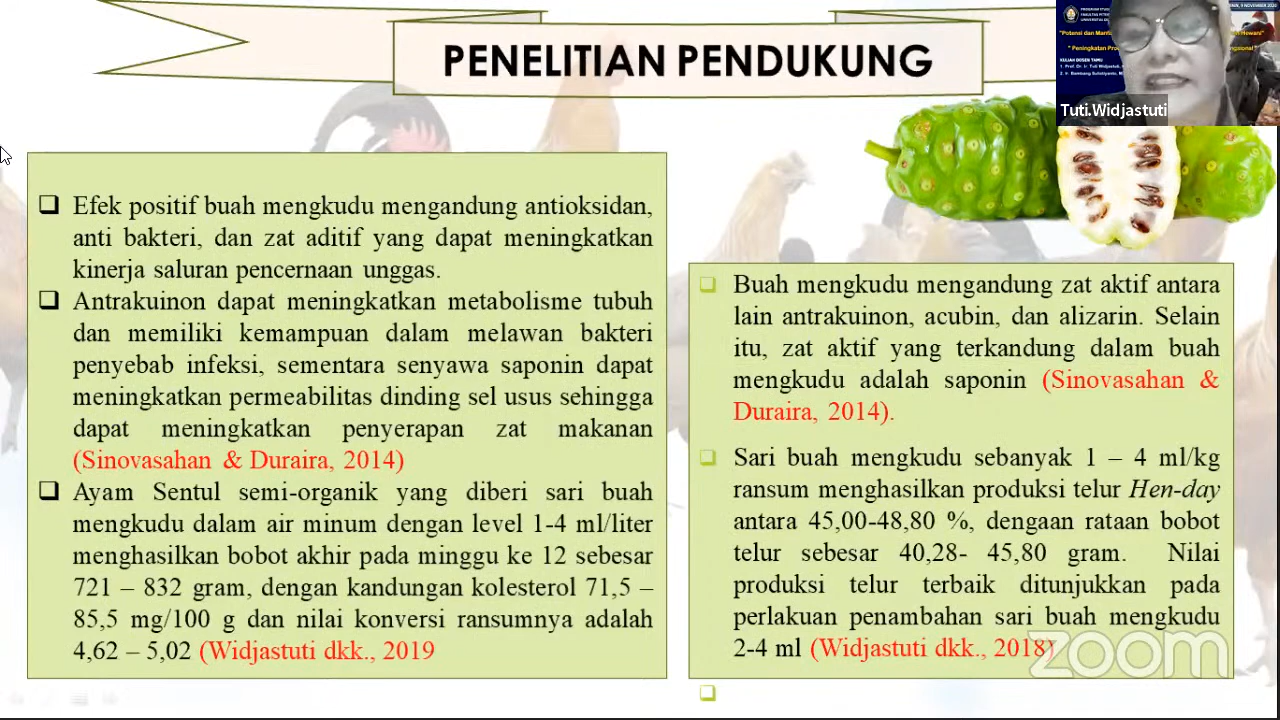 PENELITIAN PENDUKUNG
KULIAH DOSEN TAMU
Tuti.Widjastuti
❑ Efek positif buah mengkudu mengandung antioksidan,
anti bakteri, dan zat aditif yang dapat meningkatkan
kinerja saluran pencernaan unggas.
❑ Antrakuinon dapat meningkatkan metabolisme tubuh
dan memiliki kemampuan dalam melawan bakteri
penyebab infeksi, sementara senyawa saponin dapat
meningkatkan permeabilitas dinding sel usus sehingga
dapat meningkatkan penyerapan zat makanan
(Sinovasahan & Duraira, 2014)
❑ Ayam Sentul semi-organik yang diberi sari buah
mengkudu dalam air minum dengan level 1-4 ml/liter
menghasilkan bobot akhir pada minggu ke 12 sebesar
721 – 832 gram, dengan kandungan kolesterol 71,5 –
85,5 mg/100 g dan nilai konversi ransumnya adalah
4,62 – 5,02 (Widjastuti dkk., 2019
❑ Buah mengkudu mengandung zat aktif antara
lain antrakuinon, acubin, dan alizarin. Selain
itu, zat aktif yang terkandung dalam buah
mengkudu adalah saponin (Sinovasahan &
Duraira, 2014).
❑ Sari buah mengkudu sebanyak 1 – 4 ml/kg
ransum menghasilkan produksi telur Hen-day
antara 45,00-48,80 %, dengaan rataan bobot
telur sebesar 40,28- 45,80 gram. Nilai
produksi telur terbaik ditunjukkan pada
perlakuan penambahan sari buah mengkudu
2-4 ml (Widjastuti dkk., 2018)
zoom